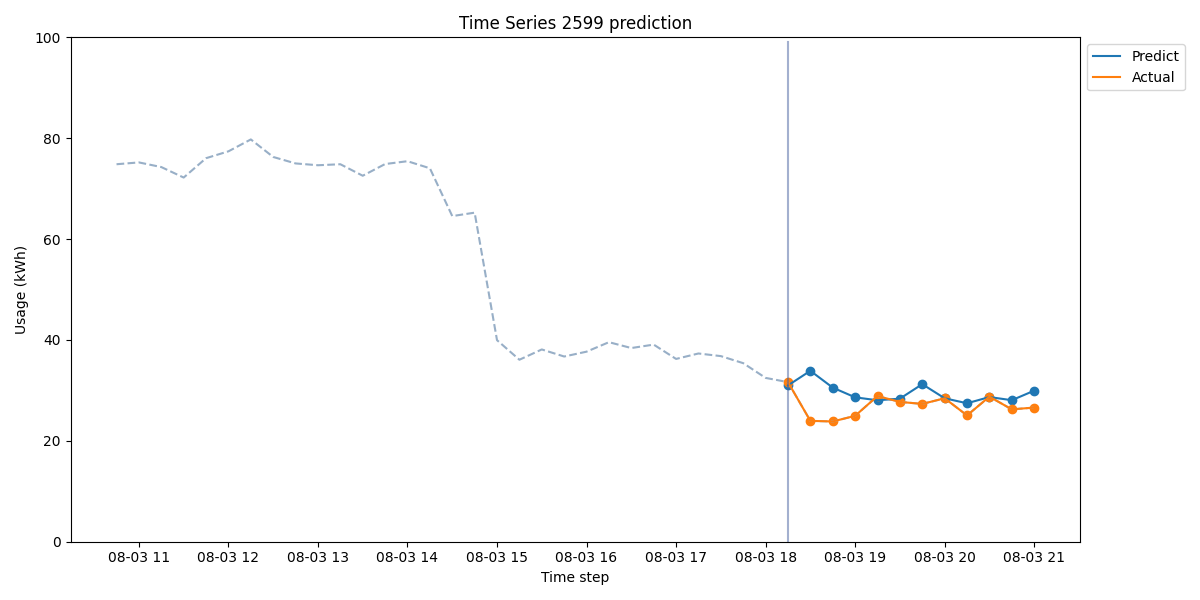 Time Series 2599 prediction
Predict
Actual
Usage (kWh)
100
80
60
40
20
0
08-03 11 08-03 12 08-03 13 08-03 14 08-03 15 08-03 16 08-03 17 08-03 18 08-03 19 08-03 20 08-03 21
Time step